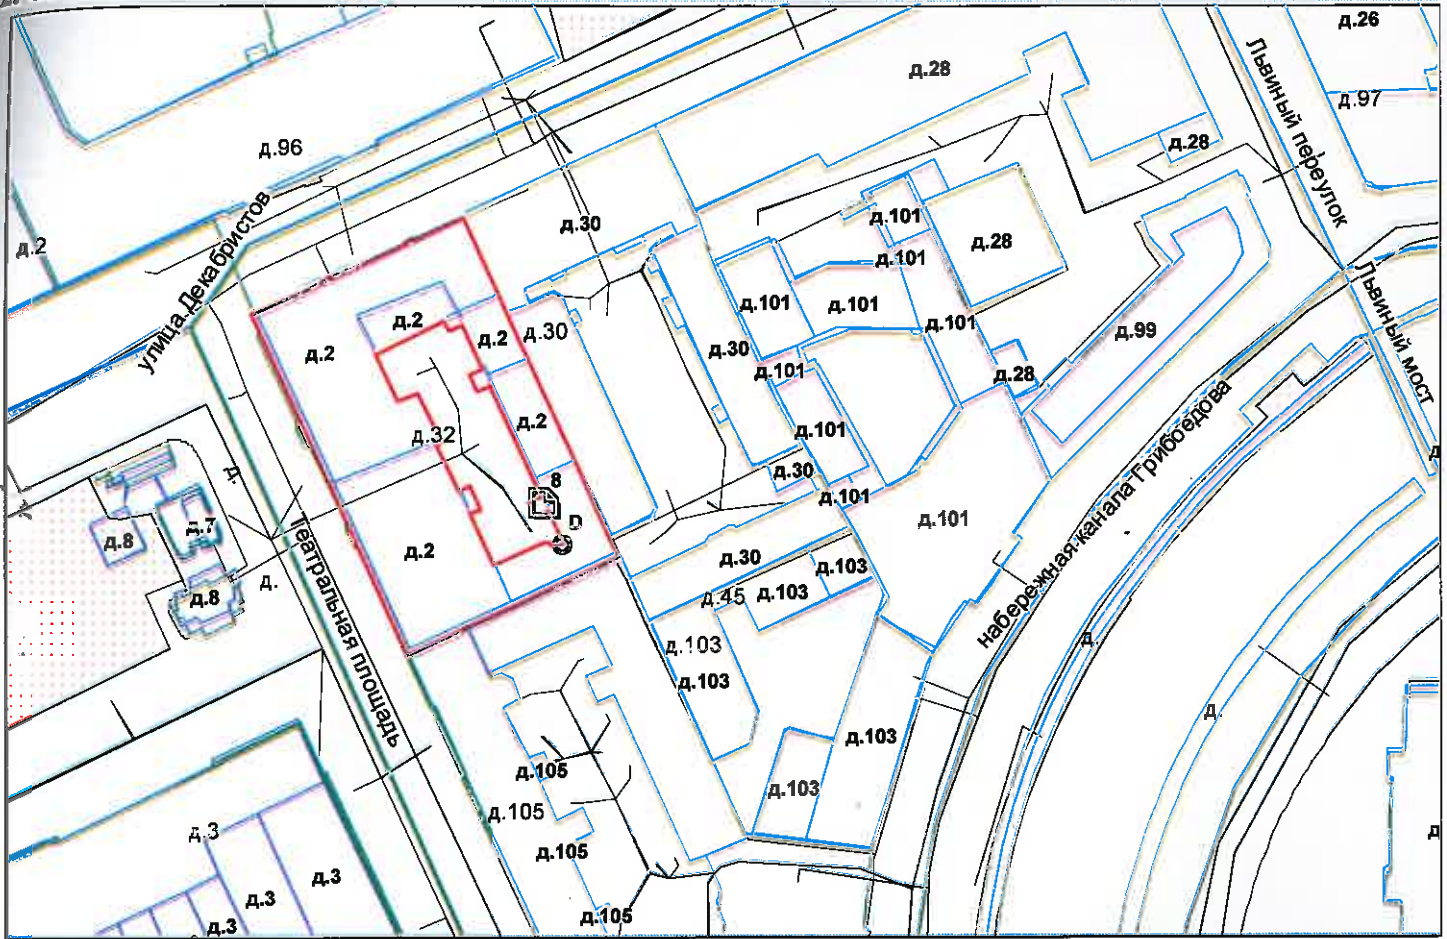 д.26
д.28
Львиный переулок
д.97
д.96
д.28
улица Декабристов
д.101
д.2
д.30
д.28
д.101
Львиный мост
д.101
д.101
д.2
д.101
д.2
д.30
д.99
д.2
д.30
д.101
д.28
д.2
д.32
д.101
набережная канала Грибоедова
д.
д.30
8
д.101
D
д.101
д.7
д.8
Театральная площадь
д.2
д.30
д.103
д.
д.8
д.45
д.103
д.
д.103
д.103
д.
д.103
д.105
д.103
д.105
д.3
д.105
д.3
д.3
д.105
д.3